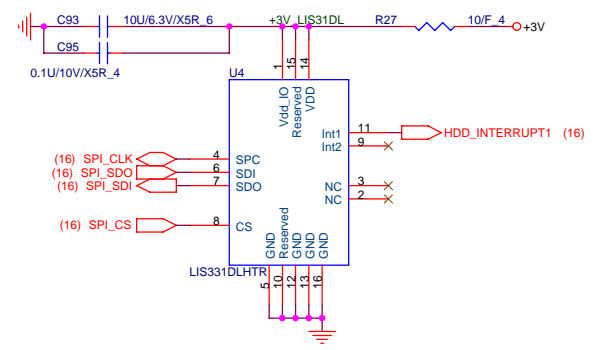 C93 10U/6.3V/X5R_6 +3V_LIS31DL R27 10/F_4 +3V
C95
0.1U/10V/X5R_4
U4
1 15 14
Vdd_IO Reserved VDD
Int1 11 HDD_INTERRUPT1 (16)
Int2 9
(16) SPI_CLK 4 SPC
(16) SPI_SDO 6 SDI
(16) SPI_SDI 7 SDO
NC 3
NC 2
(16) SPI_CS 8 CS
GND Reserved GND GND GND
LIS331DLHTR
5 10 12 13 16